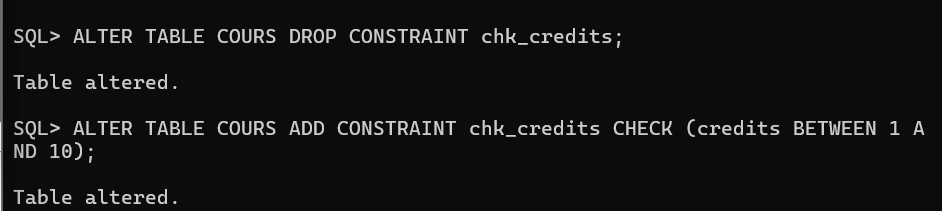 SQL> ALTER TABLE COURS DROP CONSTRAINT chk_credits;
Table altered.
SQL> ALTER TABLE COURS ADD CONSTRAINT chk_credits CHECK (credits BETWEEN 1 A
ND 10);
Table altered.